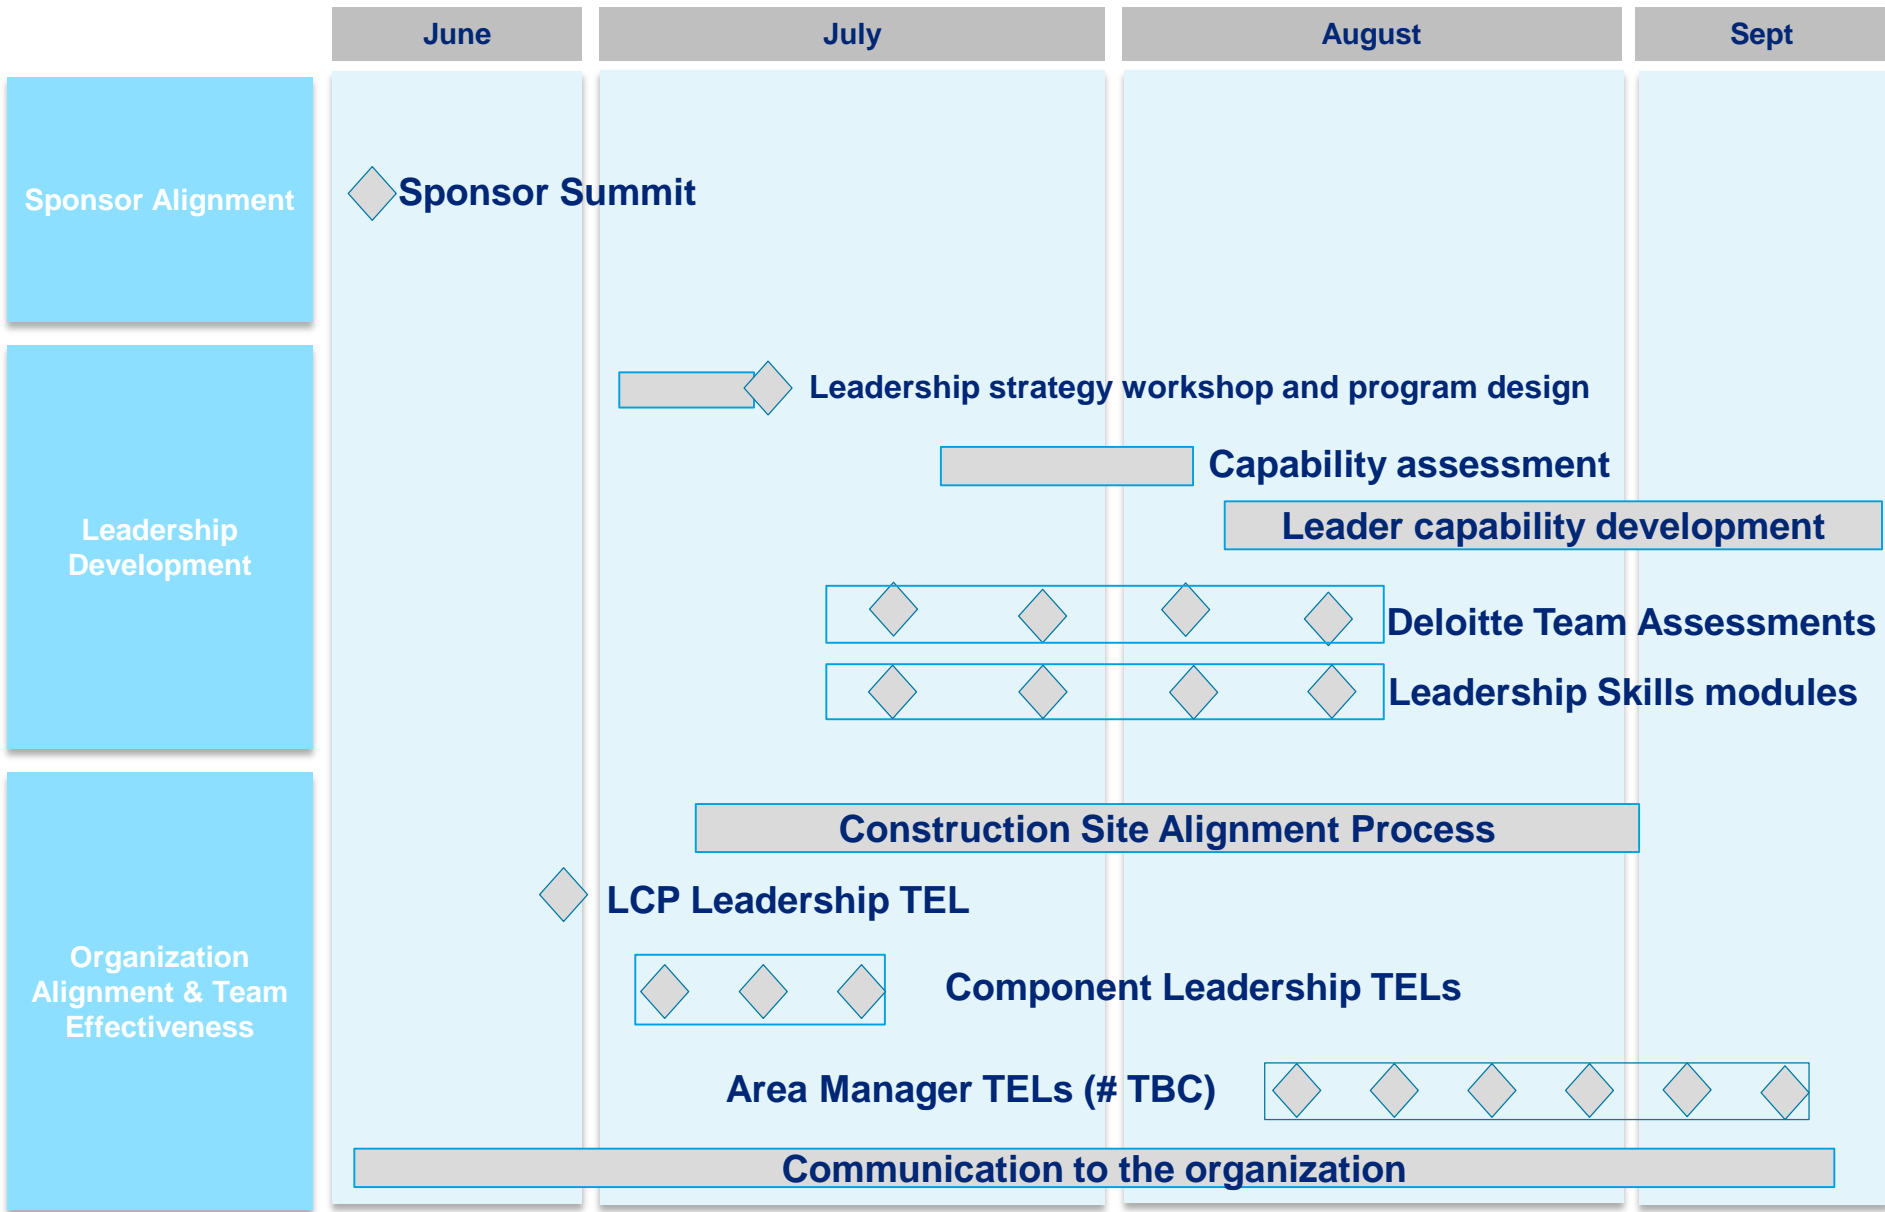 June
July
August
Sept
Sponsor Alignment
Sponsor Summit
Leadership
Development
Leadership strategy workshop and program design
Capability assessment
Leader capability development
Deloitte Team Assessments
Leadership Skills modules
Organization
Alignment & Team
Effectiveness
Construction Site Alignment Process
LCP Leadership TEL
Component Leadership TELs
Area Manager TELs (# TBC)
Communication to the organization